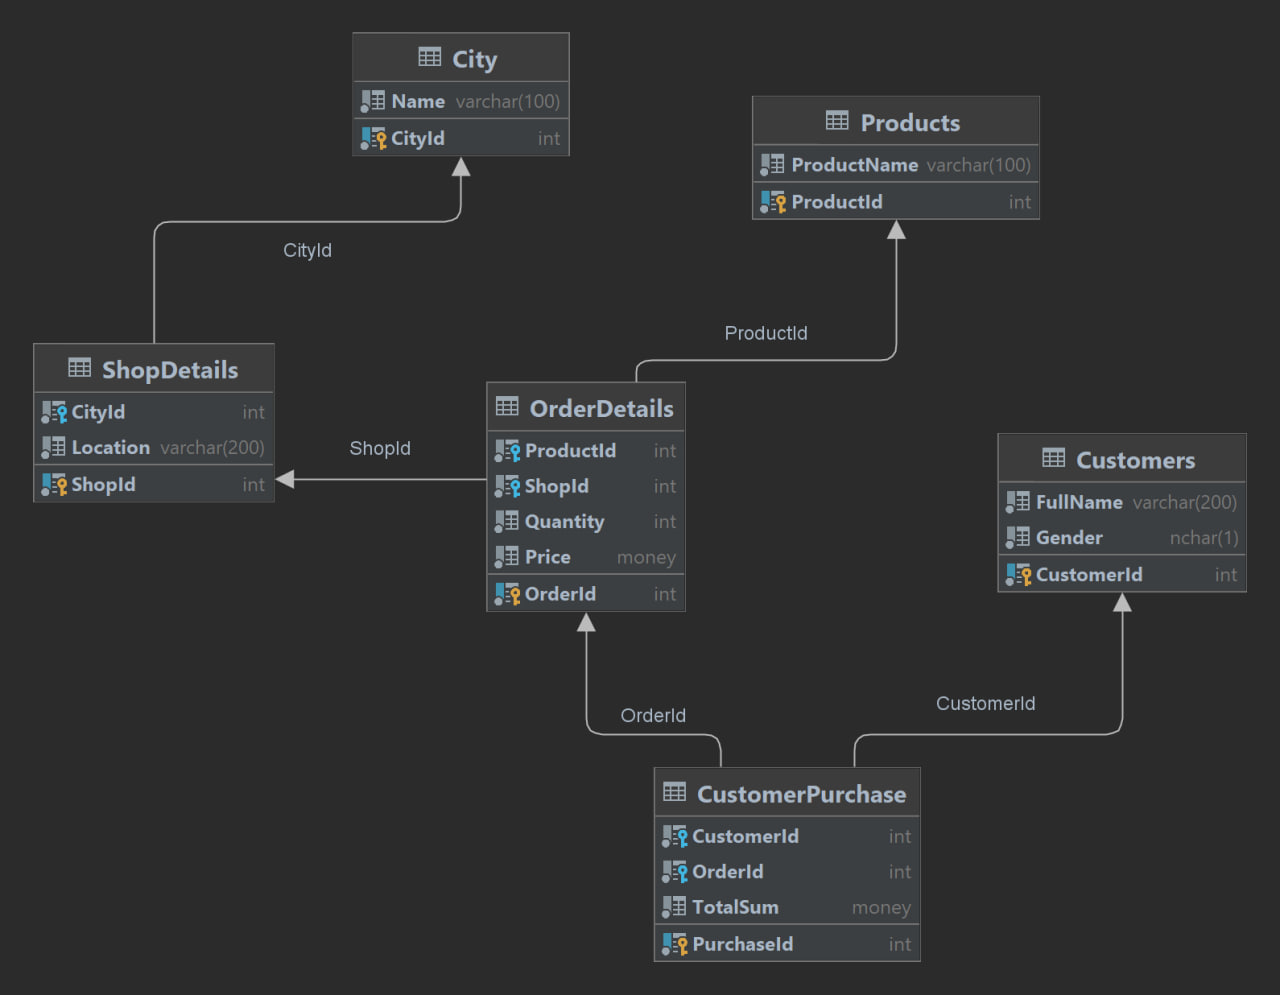 City
Name varchar(100)
CityId int
Products
ProductName varchar(100)
ProductId int
CityId
ProductId
ShopDetails
CityId int
Location varchar(200)
ShopId int
ShopId
OrderDetails
ProductId int
ShopId int
Quantity int
Price money
OrderId int
Customers
FullName varchar(200)
Gender nchar(1)
CustomerId int
OrderId
CustomerId
CustomerPurchase
CustomerId int
OrderId int
TotalSum money
PurchaseId int